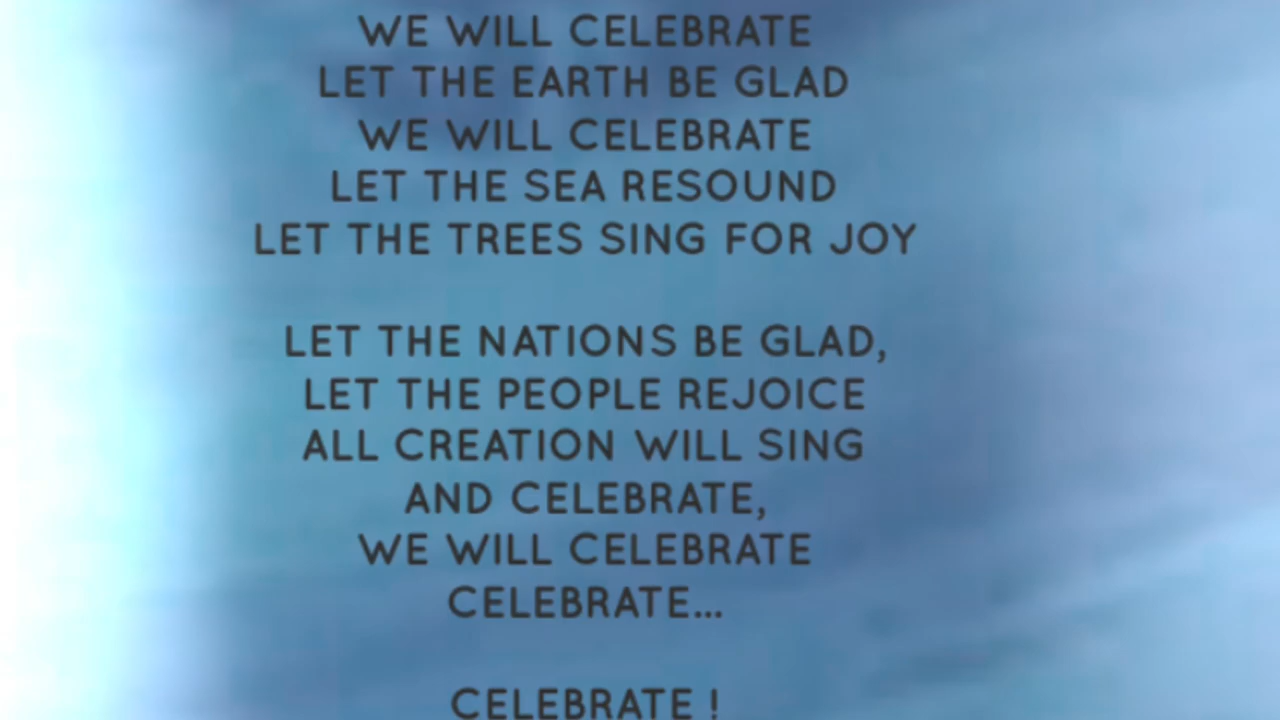 WE WILL CELEBRATE
LET THE EARTH BE GLAD
WE WILL CELEBRATE
LET THE SEA RESOUND
LET THE TREES SING FOR JOY
LET THE NATIONS BE GLAD,
LET THE PEOPLE REJOICE
ALL CREATION WILL SING
AND CELEBRATE,
WE WILL CELEBRATE
CELEBRATE...
CELEBRATE !